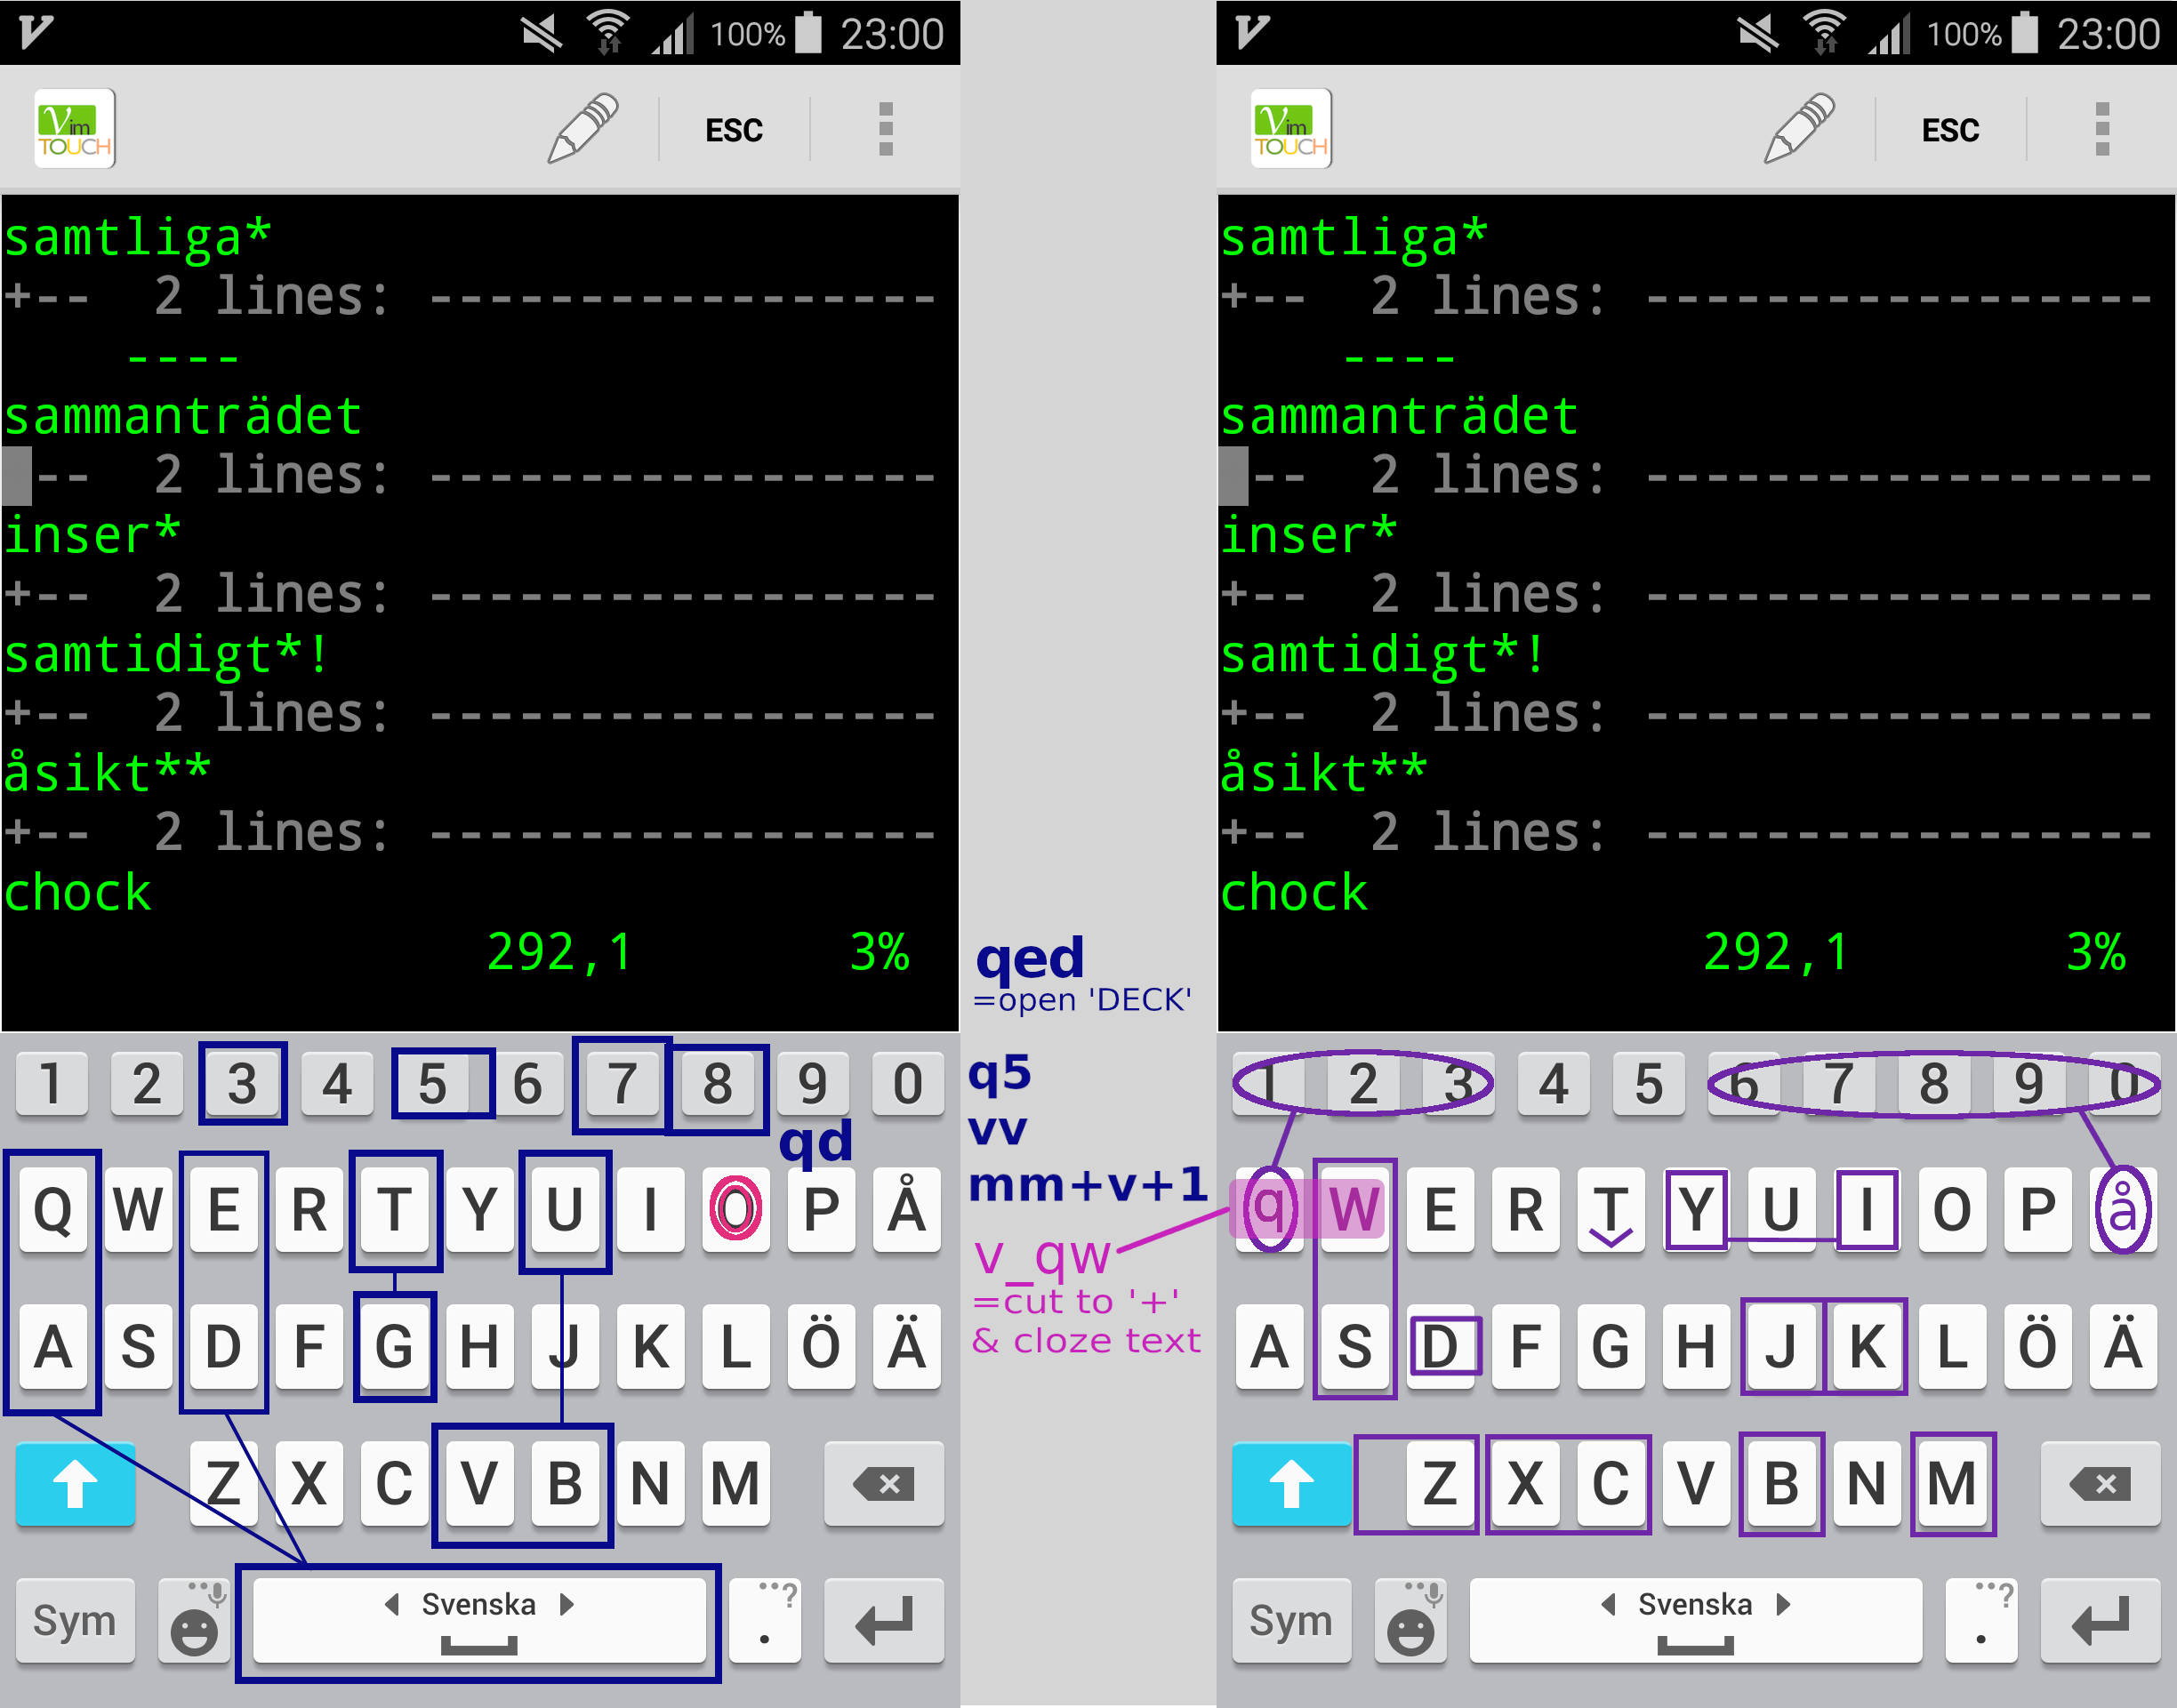 100% 23:00
Vim TOUCH ESC
samtliga*
+-- 2 lines: -----------------
----
sammanträdet
-- 2 lines: -----------------
inser*
+-- 2 lines: -----------------
samtidigt*!
+-- 2 lines: -----------------
åsikt**
+-- 2 lines: -----------------
chock
292,1 3%
1 2 3 4 5 6 7 8 9 0
qd
Q W E R T Y U I O P Å
A S D F G H J K L Ö Ä
Z X C V B N M
Sym Svenska ? .
qed
=open 'DECK'
q5
vv
mm+v+1
v_qw
=cut to '+'
& cloze text
100% 23:00
Vim TOUCH ESC
samtliga*
+-- 2 lines: -----------------
----
sammanträdet
-- 2 lines: -----------------
inser*
+-- 2 lines: -----------------
samtidigt*!
+-- 2 lines: -----------------
åsikt**
+-- 2 lines: -----------------
chock
292,1 3%
1 2 3 4 5 6 7 8 9 0
q W E R T Y U I O P å
A S D F G H J K L Ö Ä
Z X C V B N M
Sym Svenska ? .